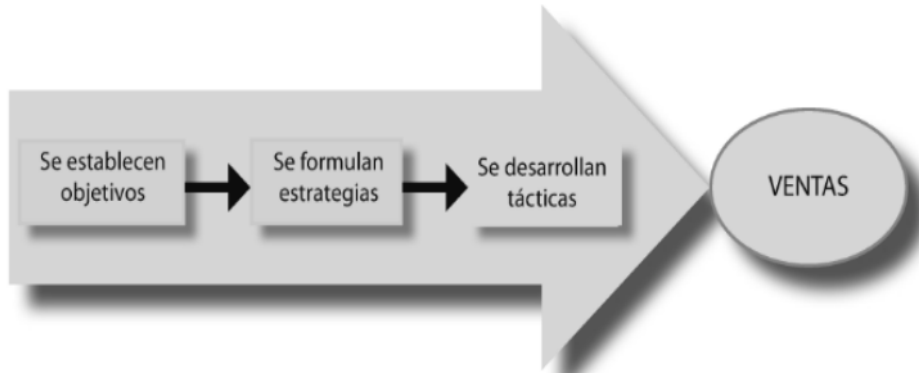 Se establecen
objetivos
Se formulan
estrategias
Se desarrollan
tácticas
VENTAS